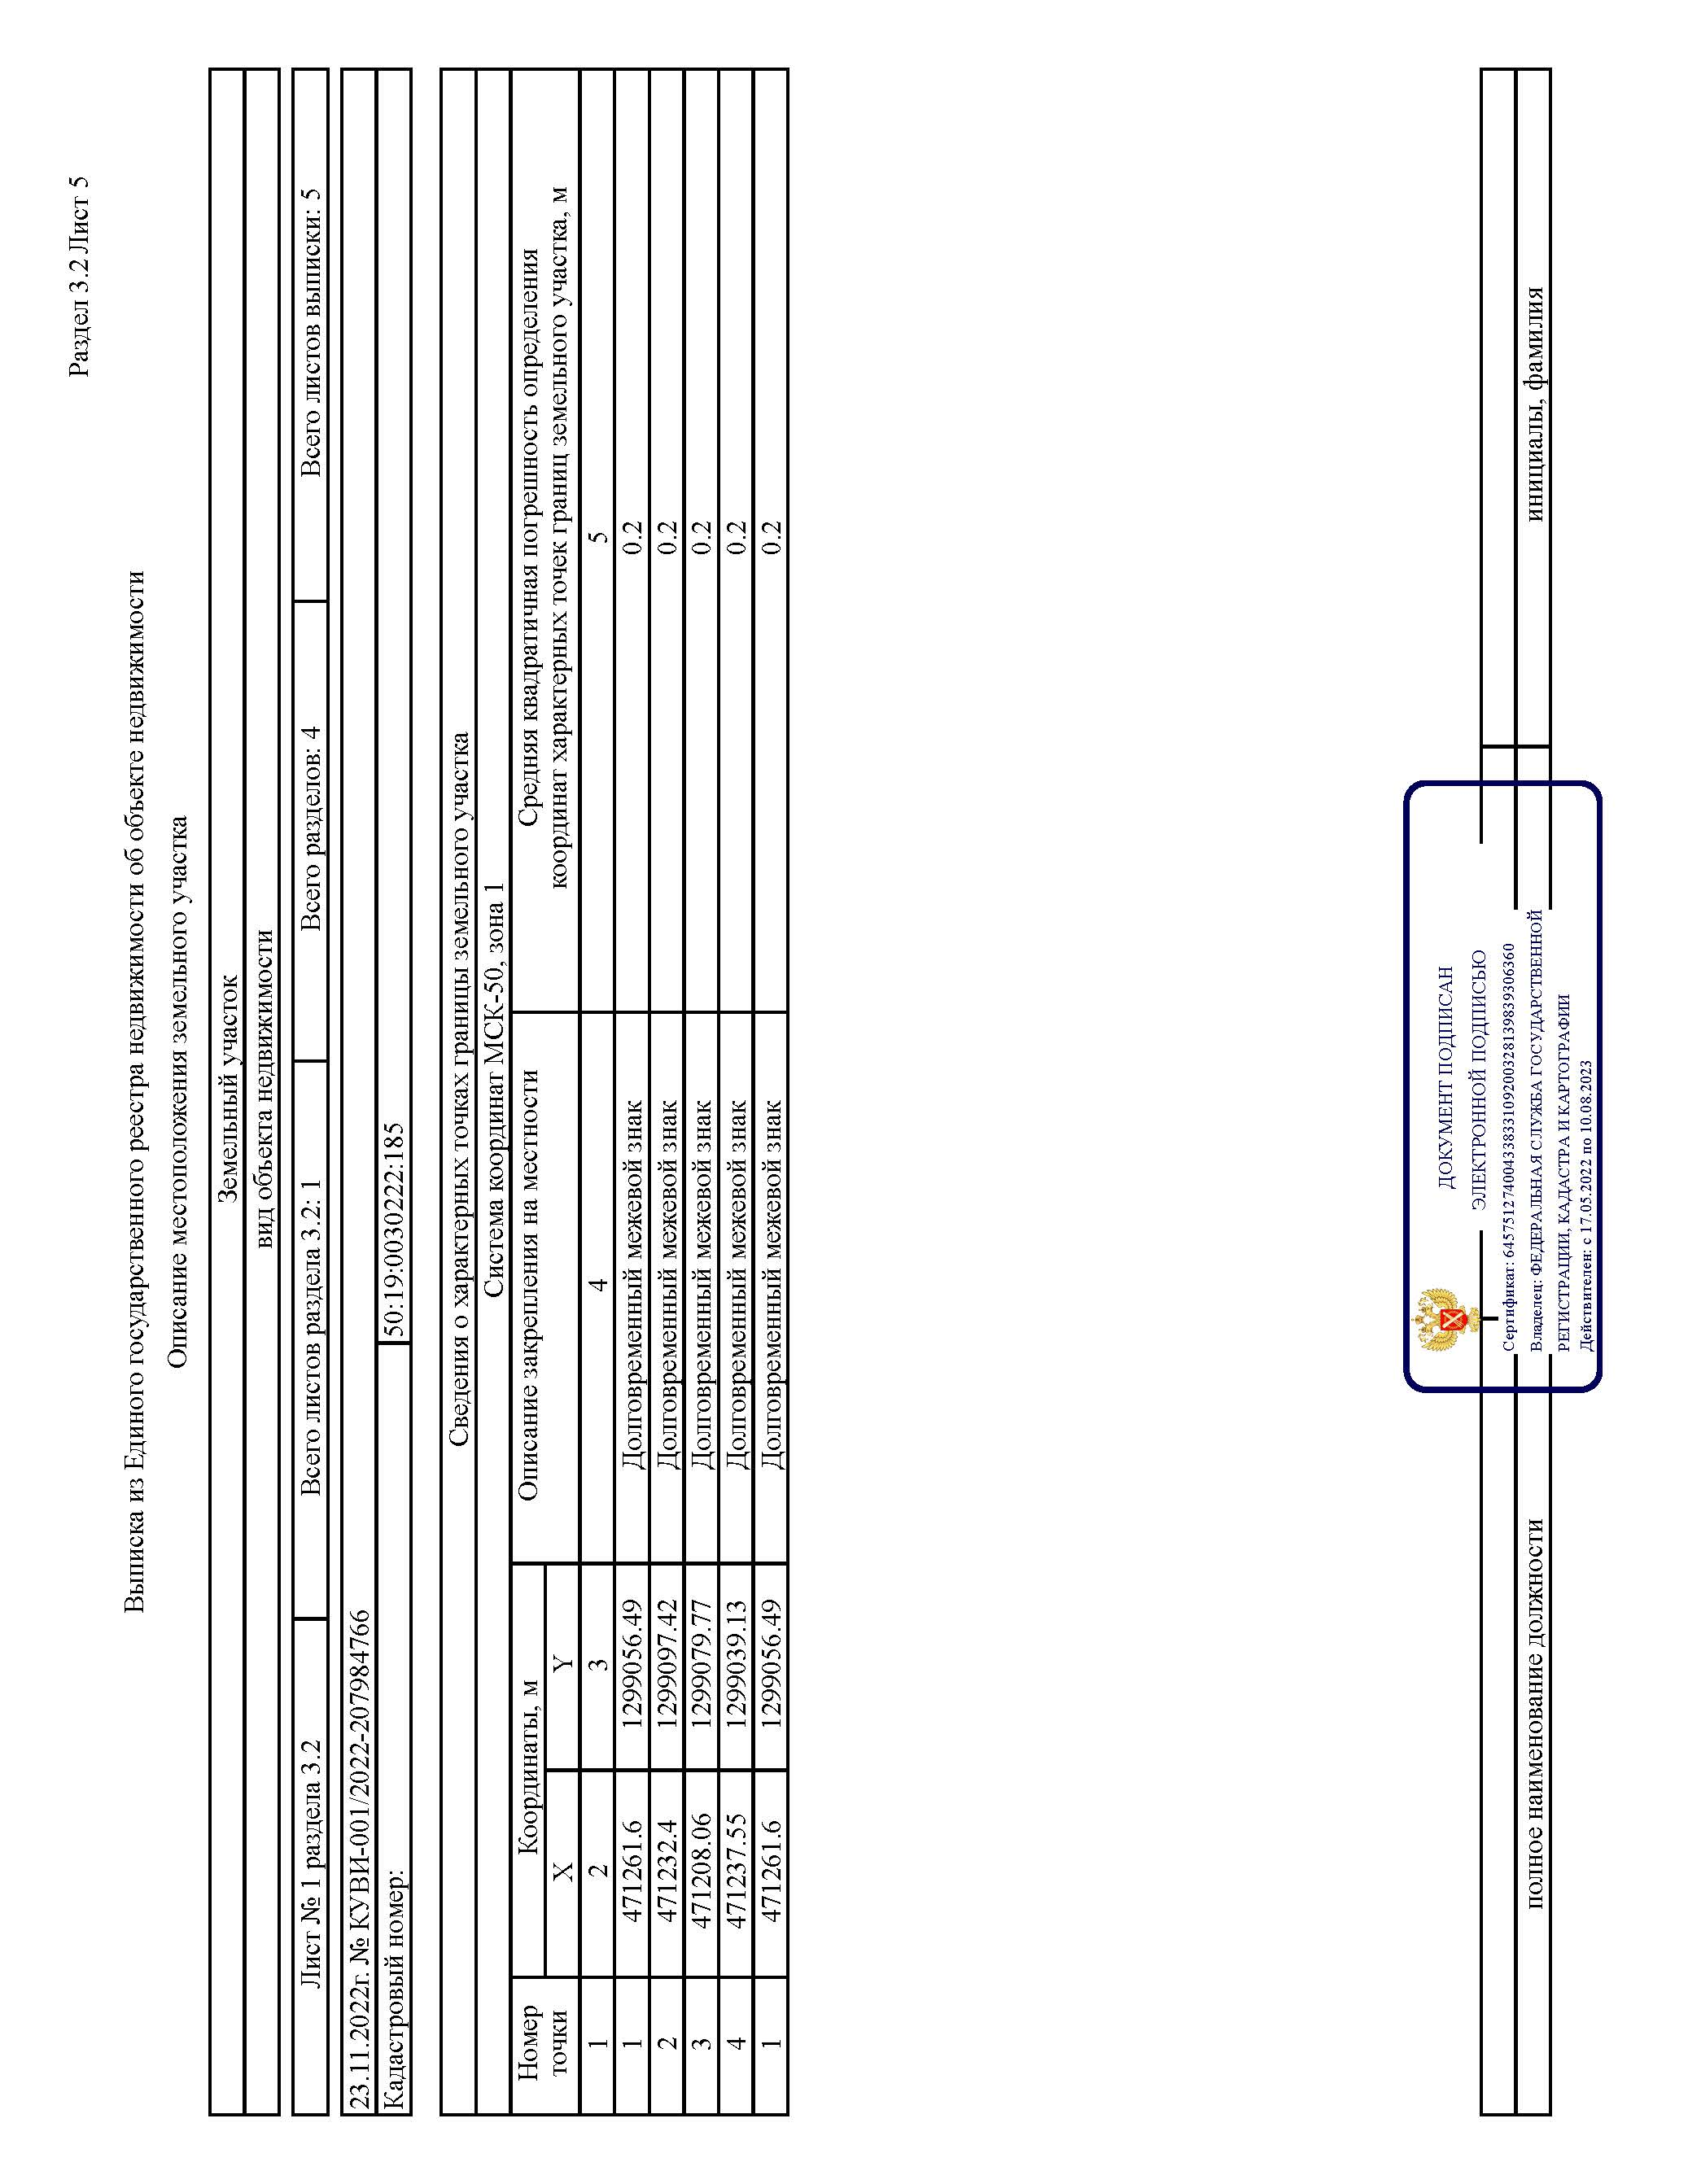 Раздел 3.2 Лист 5
Выписка из Единого государственного реестра недвижимости об объекте недвижимости
Описание местоположения земельного участка
Земельный участок
вид объекта недвижимости
Лист № 1 раздела 3.2 Всего листов раздела 3.2: 1 Всего разделов: 4 Всего листов выписки: 5
23.11.2022г. № КУВИ-001/2022-207984766
Кадастровый номер: 50:19:0030222:185
Сведения о характерных точках границы земельного участка
Система координат МСК-50, зона 1
Номер точки Координаты, м Описание закрепления на местности Средняя квадратичная погрешность определения
координат характерных точек границ земельного участка, м
X Y
1 2 3 4 5
1 471261.6 1299056.49 Долговременный межевой знак 0.2
2 471232.4 1299097.42 Долговременный межевой знак 0.2
3 471208.06 1299079.77 Долговременный межевой знак 0.2
4 471237.55 1299039.13 Долговременный межевой знак 0.2
1 471261.6 1299056.49 Долговременный межевой знак 0.2
ДОКУМЕНТ ПОДПИСАН
ЭЛЕКТРОННОЙ ПОДПИСЬЮ
Сертификат: 645751274004338331092003281398393063​60
Владелец: ФЕДЕРАЛЬНАЯ СЛУЖБА ГОСУДАРСТВЕННОЙ
РЕГИСТРАЦИИ, КАДАСТРА И КАРТОГРАФИИ
Действителен: с 17.05.2022 по 10.08.2023
полное наименование должности инициалы, фамилия